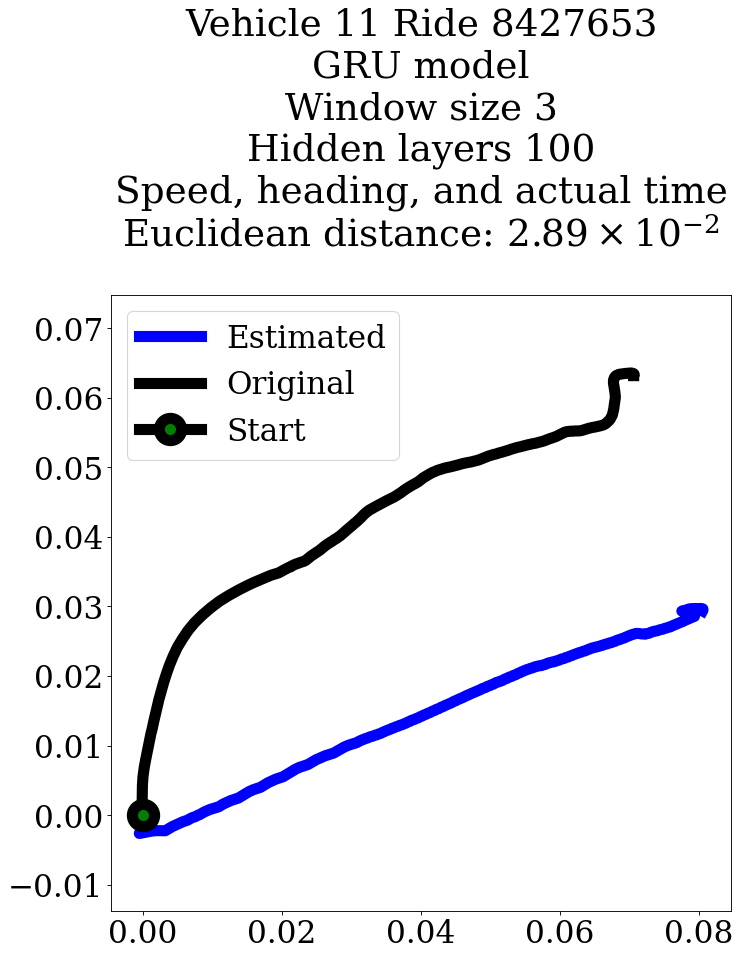 Vehicle 11 Ride 8427653
GRU model
Window size 3
Hidden layers 100
Speed, heading, and actual time
Euclidean distance: 2.89 × 10⁻²
Estimated
Original
Start
0.07
0.06
0.05
0.04
0.03
0.02
0.01
0.00
−0.01
0.00 0.02 0.04 0.06 0.08